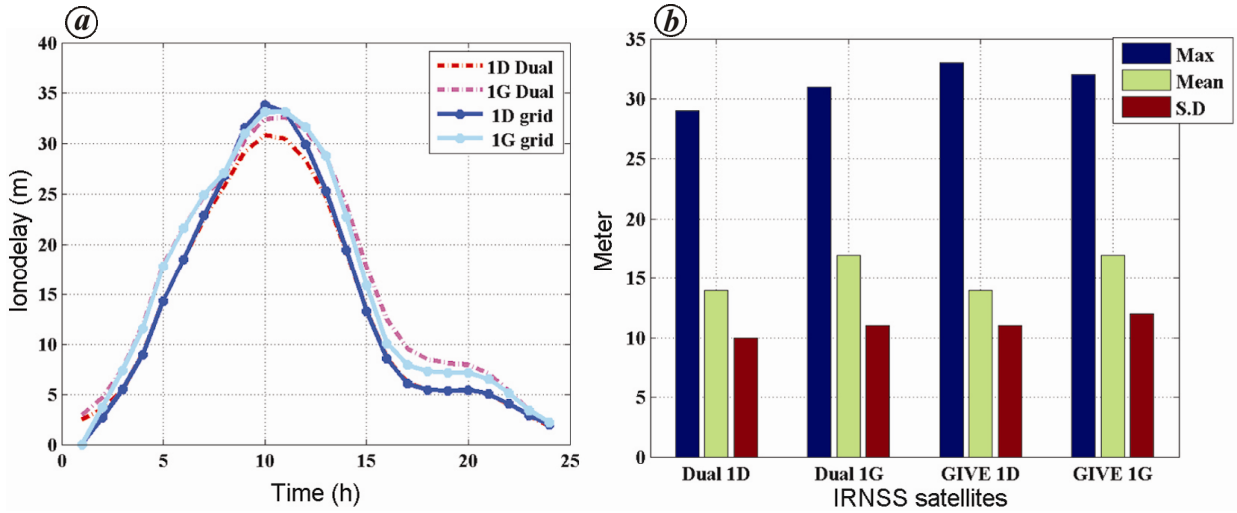 a
40
35
30
25
20
15
10
5
0
0 5 10 15 20 25
Ionodelay (m)
Time (h)
1D Dual
1G Dual
1D grid
1G grid
b
35
30
25
20
15
10
5
0
Meter
Dual 1D Dual 1G GIVE 1D GIVE 1G
IRNSS satellites
Max
Mean
S.D